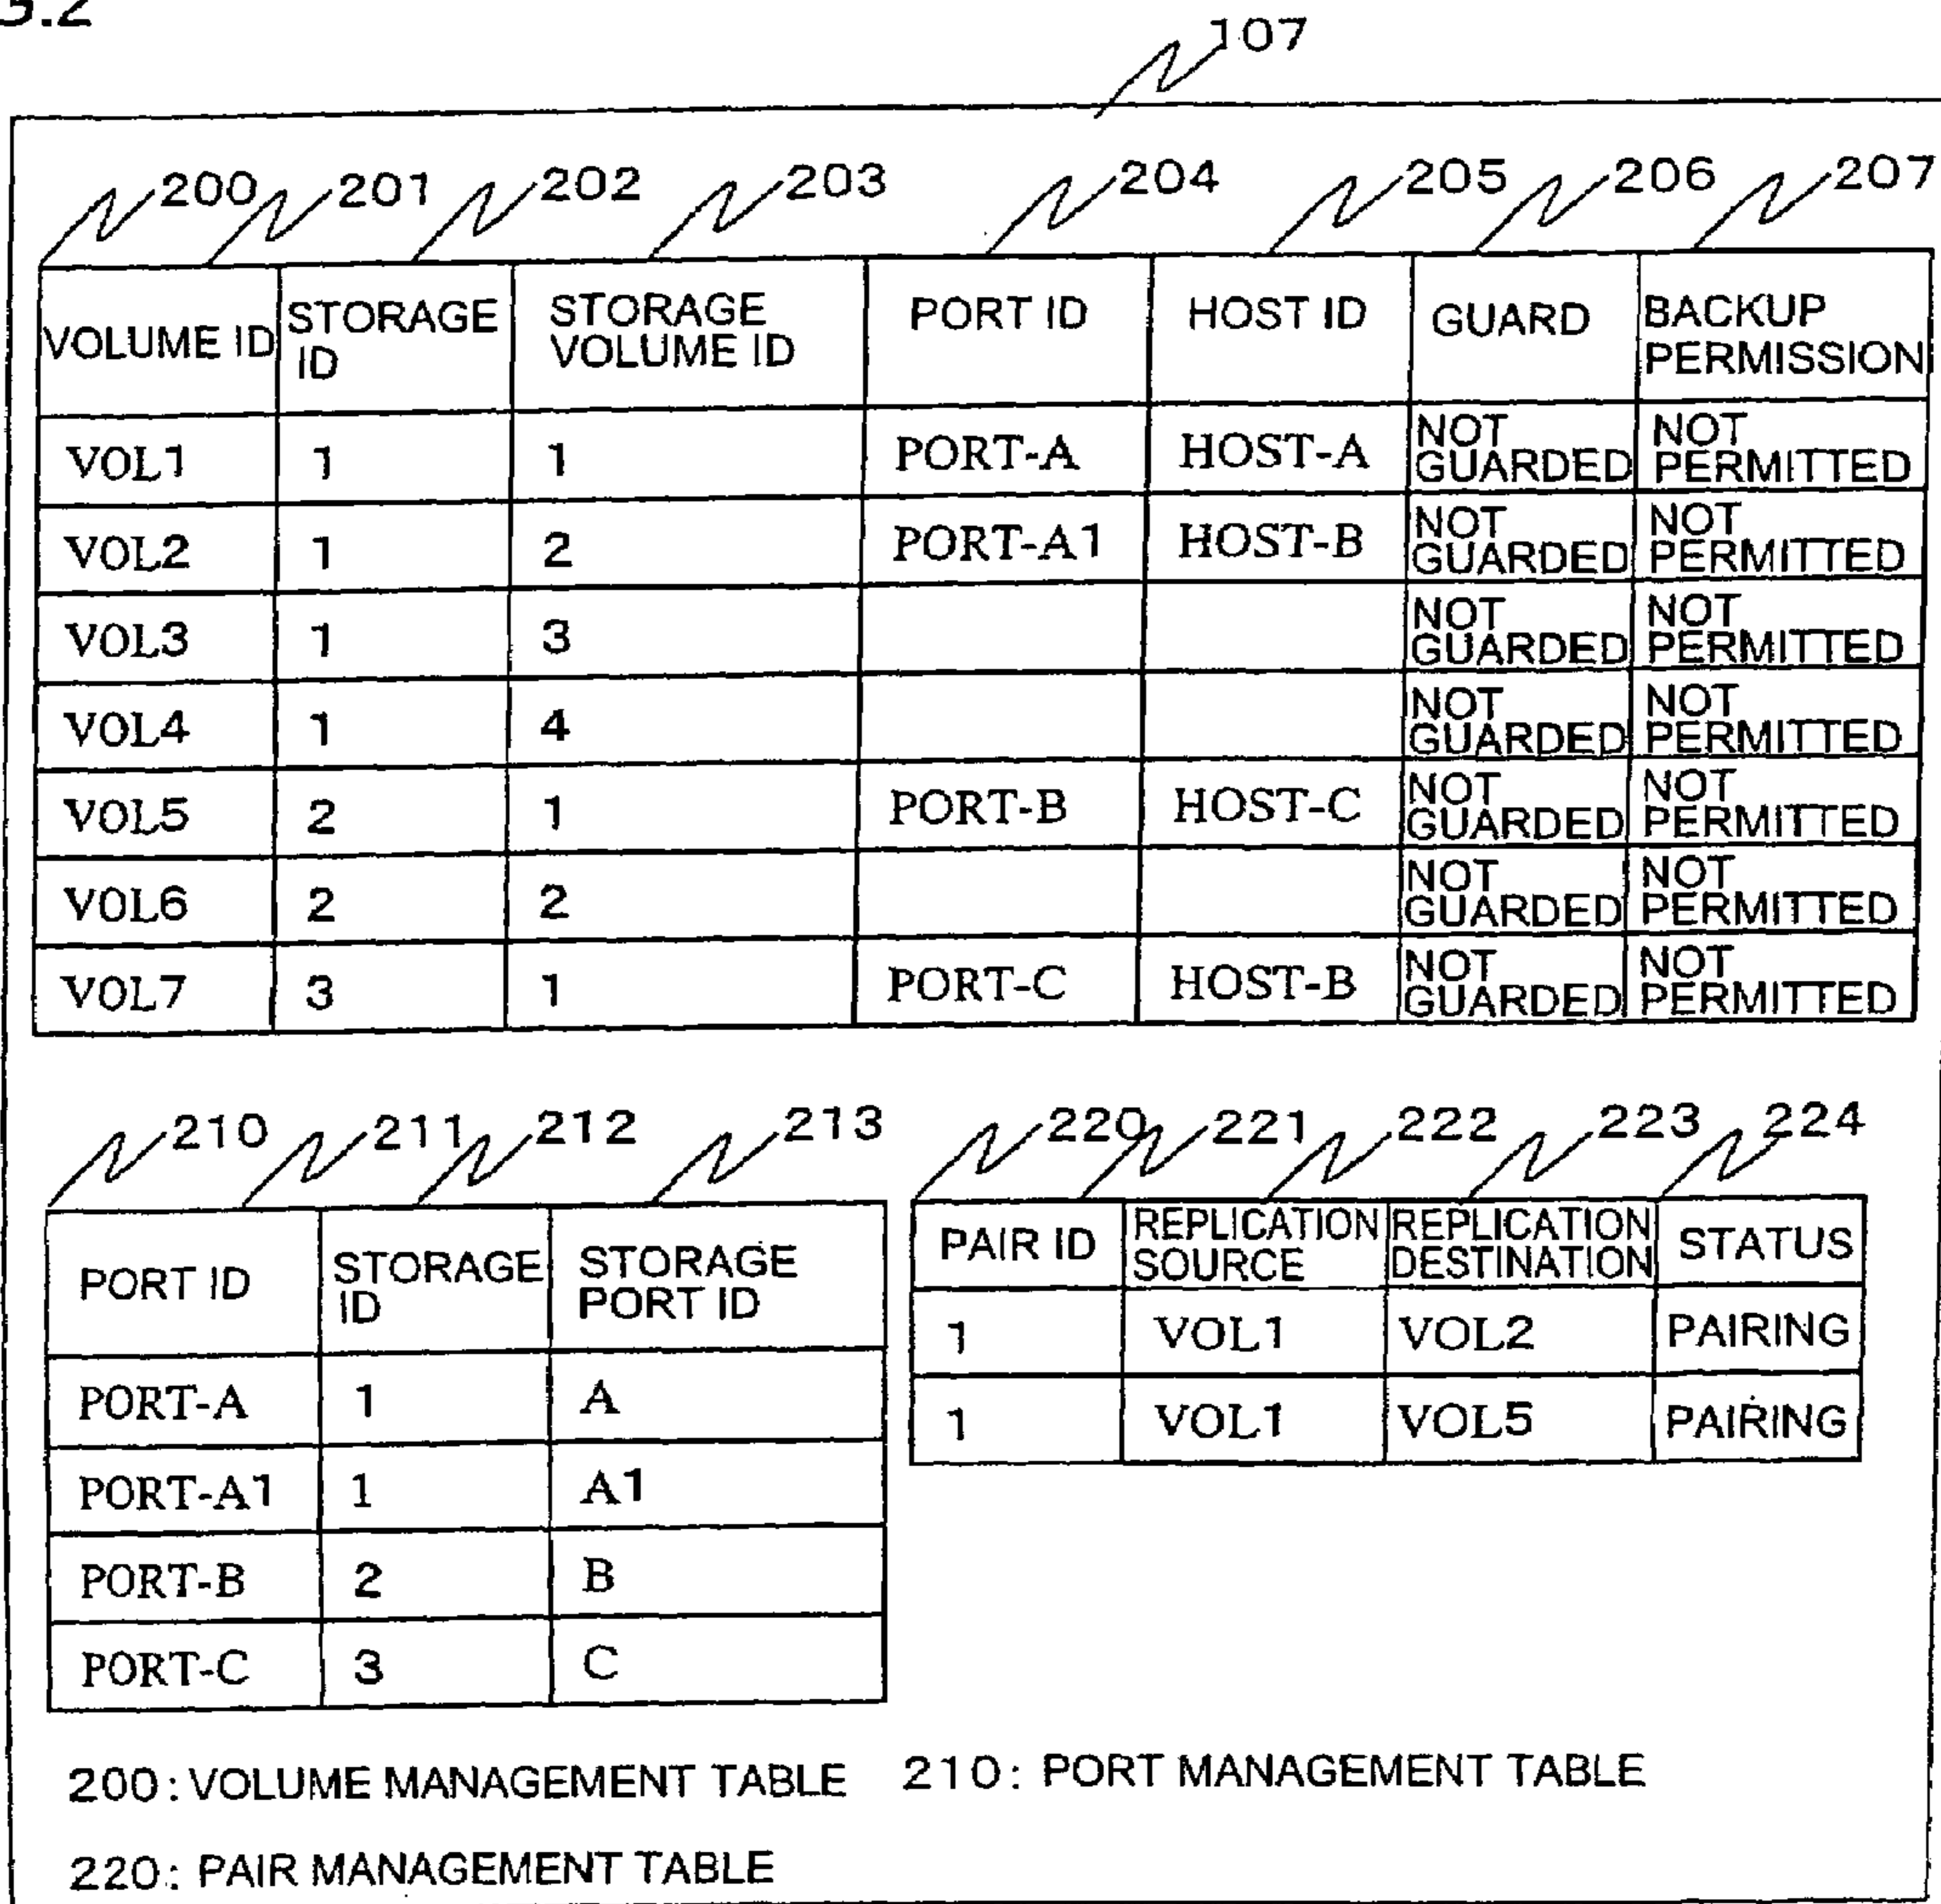 G.2
107
200 201 202 203 204 205 206 207
VOLUME ID STORAGE ID STORAGE VOLUME ID PORT ID HOST ID GUARD BACKUP PERMISSION
VOL1 1 1 PORT-A HOST-A NOT GUARDED NOT PERMITTED
VOL2 1 2 PORT-A1 HOST-B NOT GUARDED NOT PERMITTED
VOL3 1 3 NOT GUARDED NOT PERMITTED
VOL4 1 4 NOT GUARDED NOT PERMITTED
VOL5 2 1 PORT-B HOST-C NOT GUARDED NOT PERMITTED
VOL6 2 2 NOT GUARDED NOT PERMITTED
VOL7 3 1 PORT-C HOST-B NOT GUARDED NOT PERMITTED
210 211 212 213
PORT ID STORAGE ID STORAGE PORT ID
PORT-A 1 A
PORT-A1 1 A1
PORT-B 2 B
PORT-C 3 C
220 221 222 223 224
PAIR ID REPLICATION SOURCE REPLICATION DESTINATION STATUS
1 VOL1 VOL2 PAIRING
1 VOL1 VOL5 PAIRING
200: VOLUME MANAGEMENT TABLE 210: PORT MANAGEMENT TABLE
220: PAIR MANAGEMENT TABLE